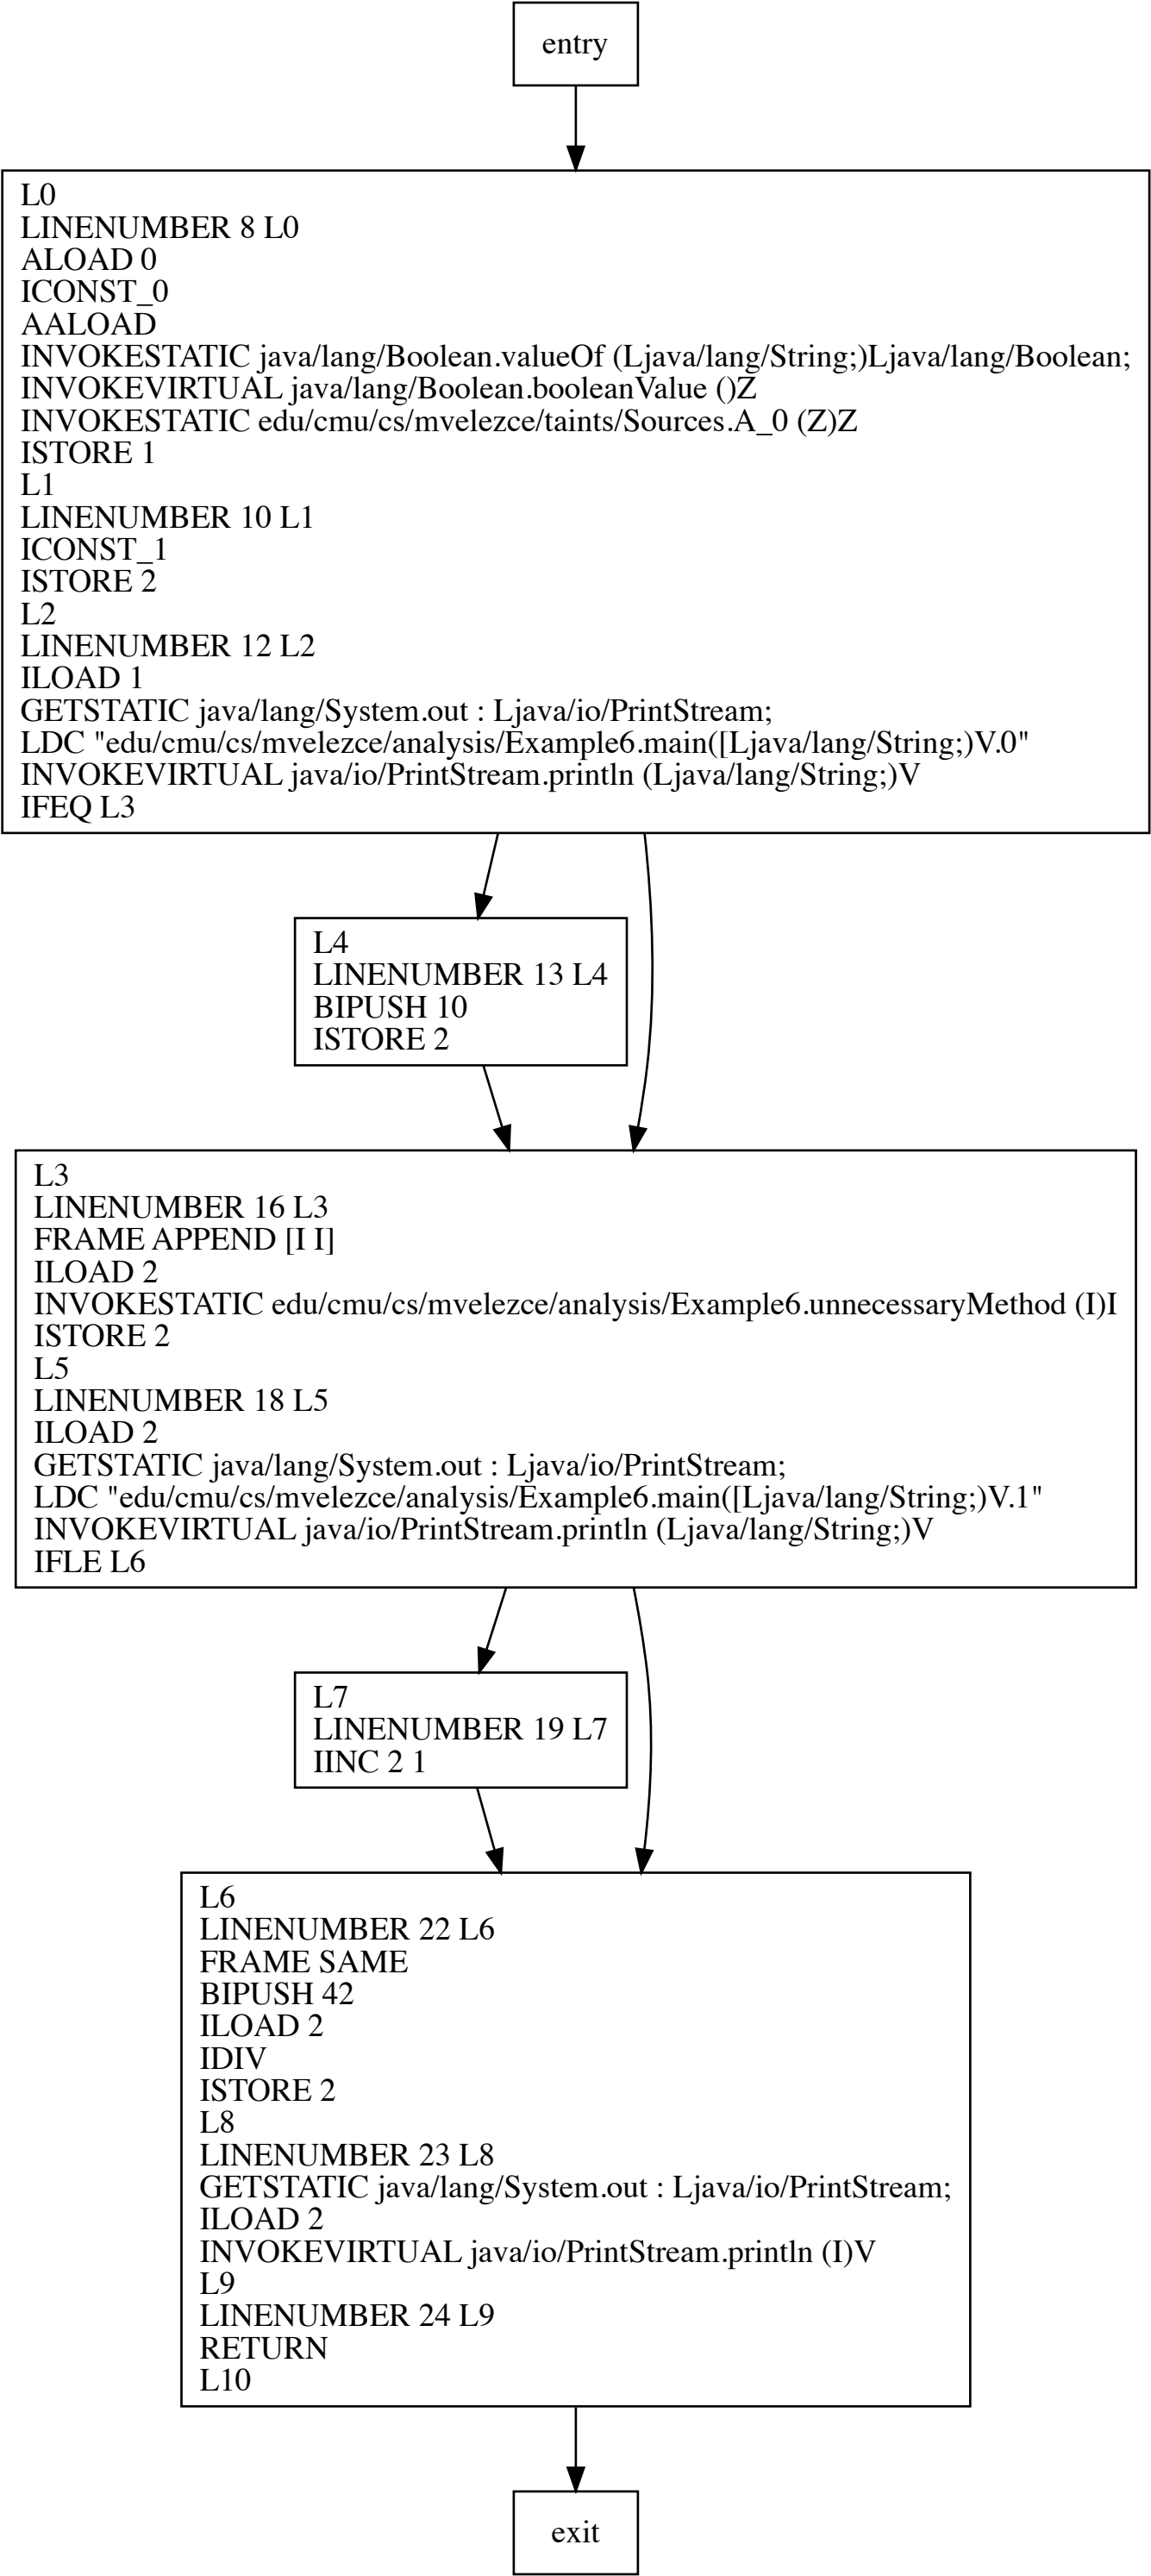 entry
L0
LINENUMBER 8 L0
ALOAD 0
ICONST_0
AALOAD
INVOKESTATIC java/lang/Boolean.valueOf (Ljava/lang/String;)Ljava/lang/Boolean;
INVOKEVIRTUAL java/lang/Boolean.booleanValue ()Z
INVOKESTATIC edu/cmu/cs/mvelezce/taints/Sources.A_0 (Z)Z
ISTORE 1
L1
LINENUMBER 10 L1
ICONST_1
ISTORE 2
L2
LINENUMBER 12 L2
ILOAD 1
GETSTATIC java/lang/System.out : Ljava/io/PrintStream;
LDC "edu/cmu/cs/mvelezce/analysis/Example6.main([Ljava/lang/String;)V.0"
INVOKEVIRTUAL java/io/PrintStream.println (Ljava/lang/String;)V
IFEQ L3
L4
LINENUMBER 13 L4
BIPUSH 10
ISTORE 2
L3
LINENUMBER 16 L3
FRAME APPEND [I I]
ILOAD 2
INVOKESTATIC edu/cmu/cs/mvelezce/analysis/Example6.unnecessaryMethod (I)I
ISTORE 2
L5
LINENUMBER 18 L5
ILOAD 2
GETSTATIC java/lang/System.out : Ljava/io/PrintStream;
LDC "edu/cmu/cs/mvelezce/analysis/Example6.main([Ljava/lang/String;)V.1"
INVOKEVIRTUAL java/io/PrintStream.println (Ljava/lang/String;)V
IFLE L6
L7
LINENUMBER 19 L7
IINC 2 1
L6
LINENUMBER 22 L6
FRAME SAME
BIPUSH 42
ILOAD 2
IDIV
ISTORE 2
L8
LINENUMBER 23 L8
GETSTATIC java/lang/System.out : Ljava/io/PrintStream;
ILOAD 2
INVOKEVIRTUAL java/io/PrintStream.println (I)V
L9
LINENUMBER 24 L9
RETURN
L10
exit